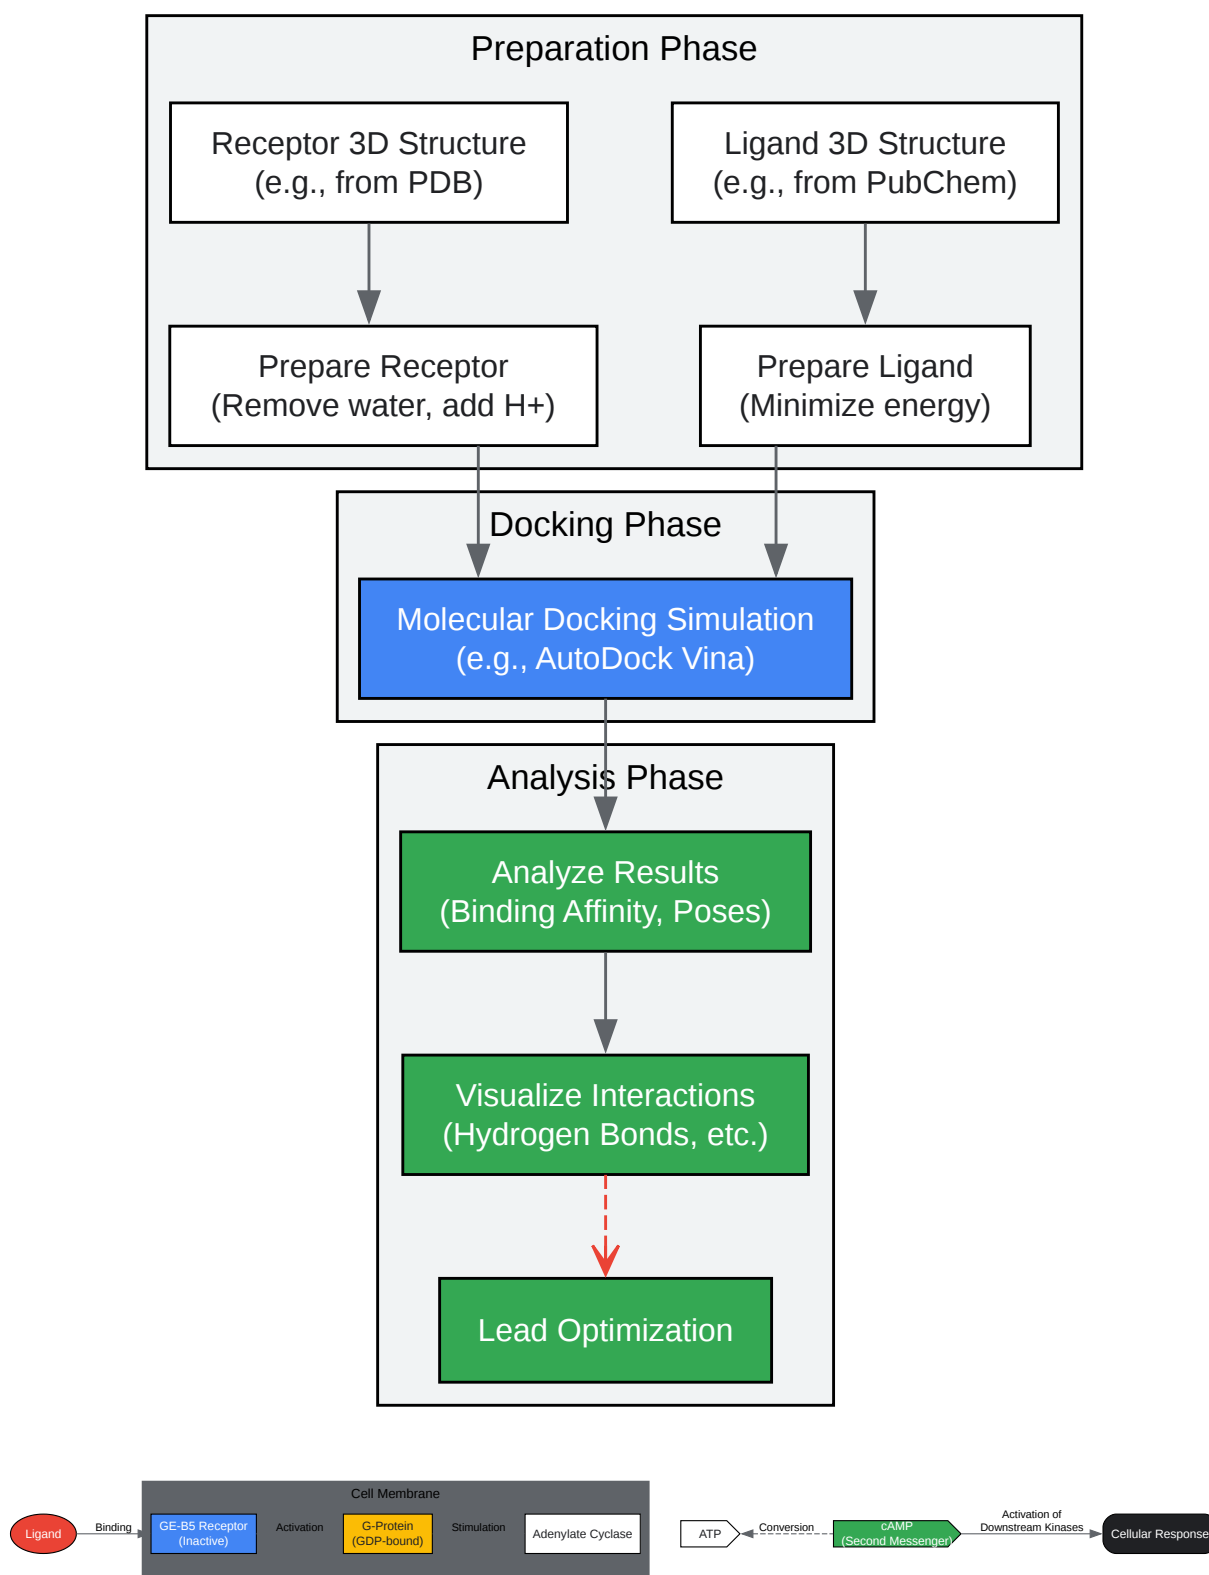 Preparation Phase
Receptor 3D Structure
(e.g., from PDB)
Ligand 3D Structure
(e.g., from PubChem)
Prepare Receptor
(Remove water, add H+)
Prepare Ligand
(Minimize energy)
Docking Phase
Molecular Docking Simulation
(e.g., AutoDock Vina)
Analysis Phase
Analyze Results
(Binding Affinity, Poses)
Visualize Interactions
(Hydrogen Bonds, etc.)
Lead Optimization
Cell Membrane
Ligand
Binding
GE-B5 Receptor
(Inactive)
Activation
G-Protein
(GDP-bound)
Stimulation
Adenylate Cyclase
ATP
Conversion
cAMP
(Second Messenger)
Activation of
Downstream Kinases
Cellular Response